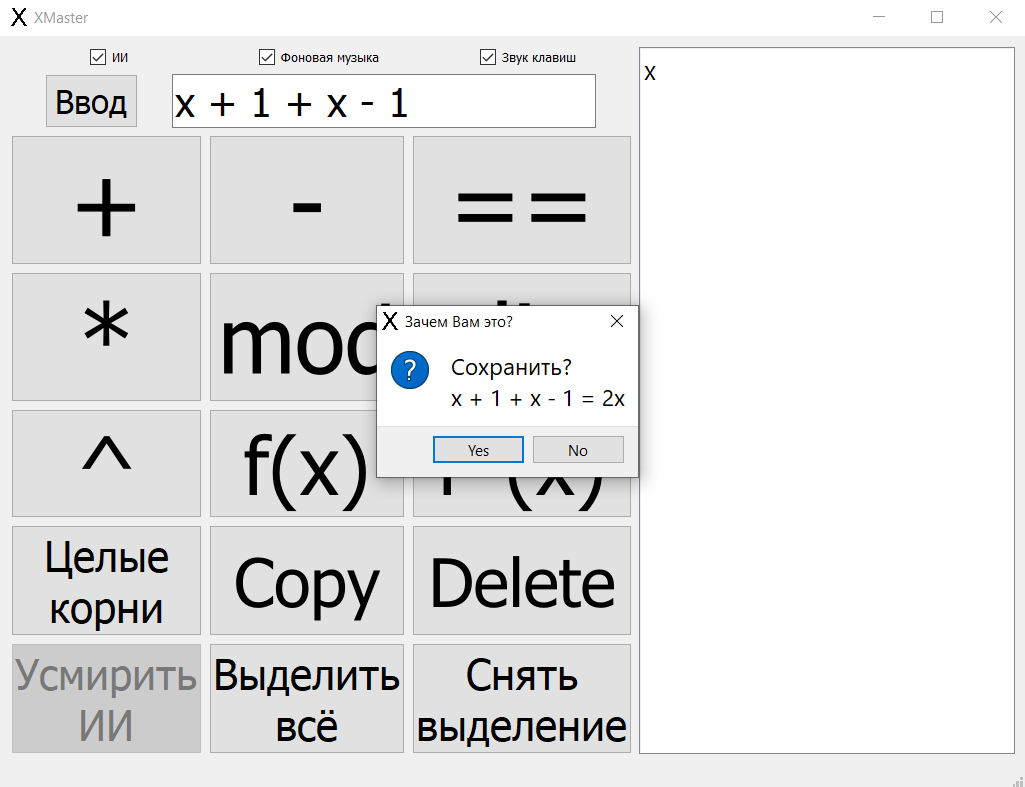 XMaster
ИИ
Фоновая музыка
Звук клавиш
Ввод
x + 1 + x - 1
x
+
-
==
*
^
f(x)
Зачем Вам это?
?
Сохранить?
x + 1 + x - 1 = 2x
Yes
No
Целые
корни
Copy
Delete
Усмирить
ИИ
Выделить
всё
Снять
выделение